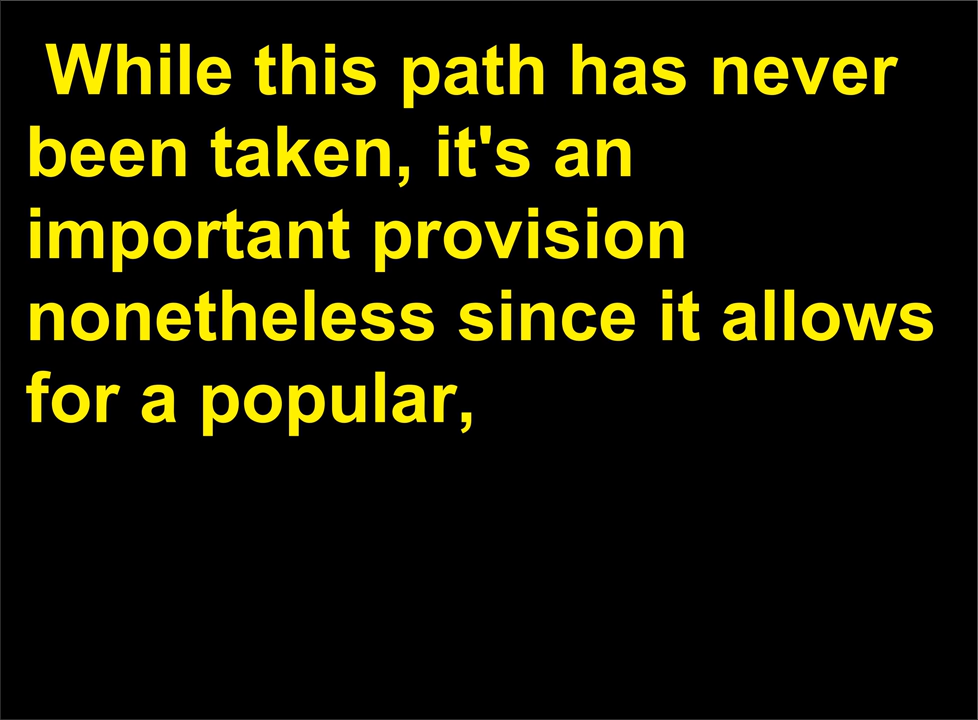 While this path has never
been taken, it's an
important provision
nonetheless since it allows
for a popular,